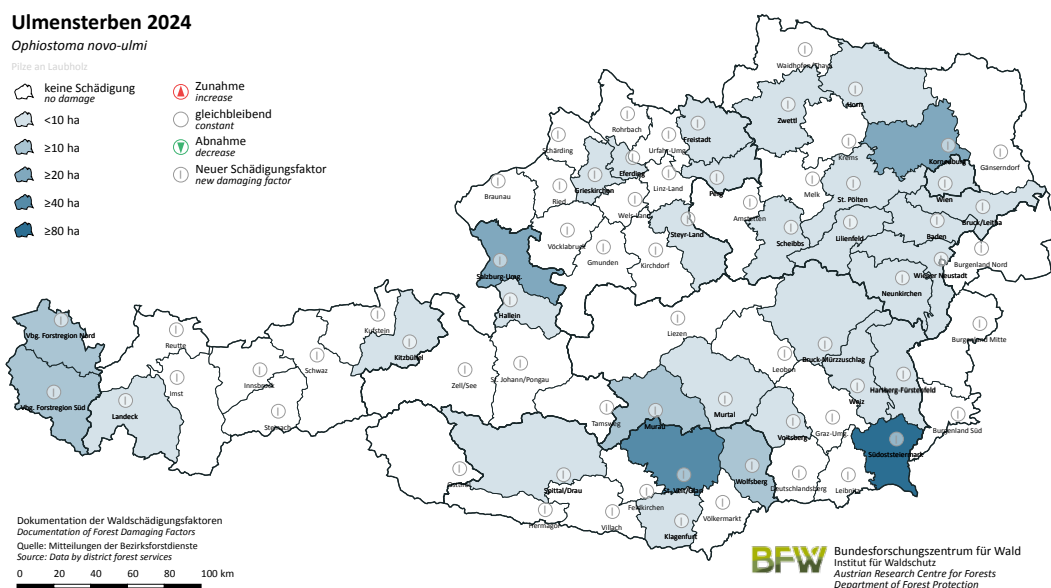 Ulmensterben 2024
Ophiostoma novo-ulmi
Pilze an Laubholz
keine Schädigung
no damage
<10 ha
≥10 ha
≥20 ha
≥40 ha
≥80 ha
Zunahme
increase
gleichbleibend
constant
Abnahme
decrease
Neuer Schädigungsfaktor
new damaging factor
Waidhofen/Thaya
Horn
Zwettl
Rohrbach
Freistadt
Schärding
Urfahr-Umg.
Krems
Korneuburg
Gänserndorf
Eferding
Grieskirchen
Linz-Land
Perg
Melk
St. Pölten
Wien
Braunau
Ried
Wels-Land
Amstetten
Bruck/Leitha
Steyr-Land
Lilienfeld
Baden
Vöcklabruck
Gmunden
Kirchdorf
Scheibbs
Burgenland Nord
Salzburg-Umg.
Wiener Neustadt
Neunkirchen
Hallein
Kufstein
Liezen
Vbg. Forstregion Nord
Reutte
Burgenland Mitte
Kitzbühel
Schwaz
Leoben
Bruck-Mürzzuschlag
Innsbruck
Imst
Zell/See
St. Johann/Pongau
Hartberg-Fürstenfeld
Vbg. Forstregion Süd
Landeck
Weiz
Steinach
Tamsweg
Murau
Murtal
Voitsberg
Graz-Umg.
Burgenland Süd
Südoststeiermark
Osttirol
Spittal/Drau
St. Veit/Glan
Wolfsberg
Deutschlandsberg
Leibnitz
Feldkirchen
Hermagor
Villach
Klagenfurt
Völkermarkt
Dokumentation der Waldschädigungsfaktoren
Documentation of Forest Damaging Factors
Quelle: Mitteilungen der Bezirksforstdienste
Source: Data by district forest services
0 20 40 60 80 100 km
BFW
Bundesforschungszentrum für Wald
Institut für Waldschutz
Austrian Research Centre for Forests
Department of Forest Protection